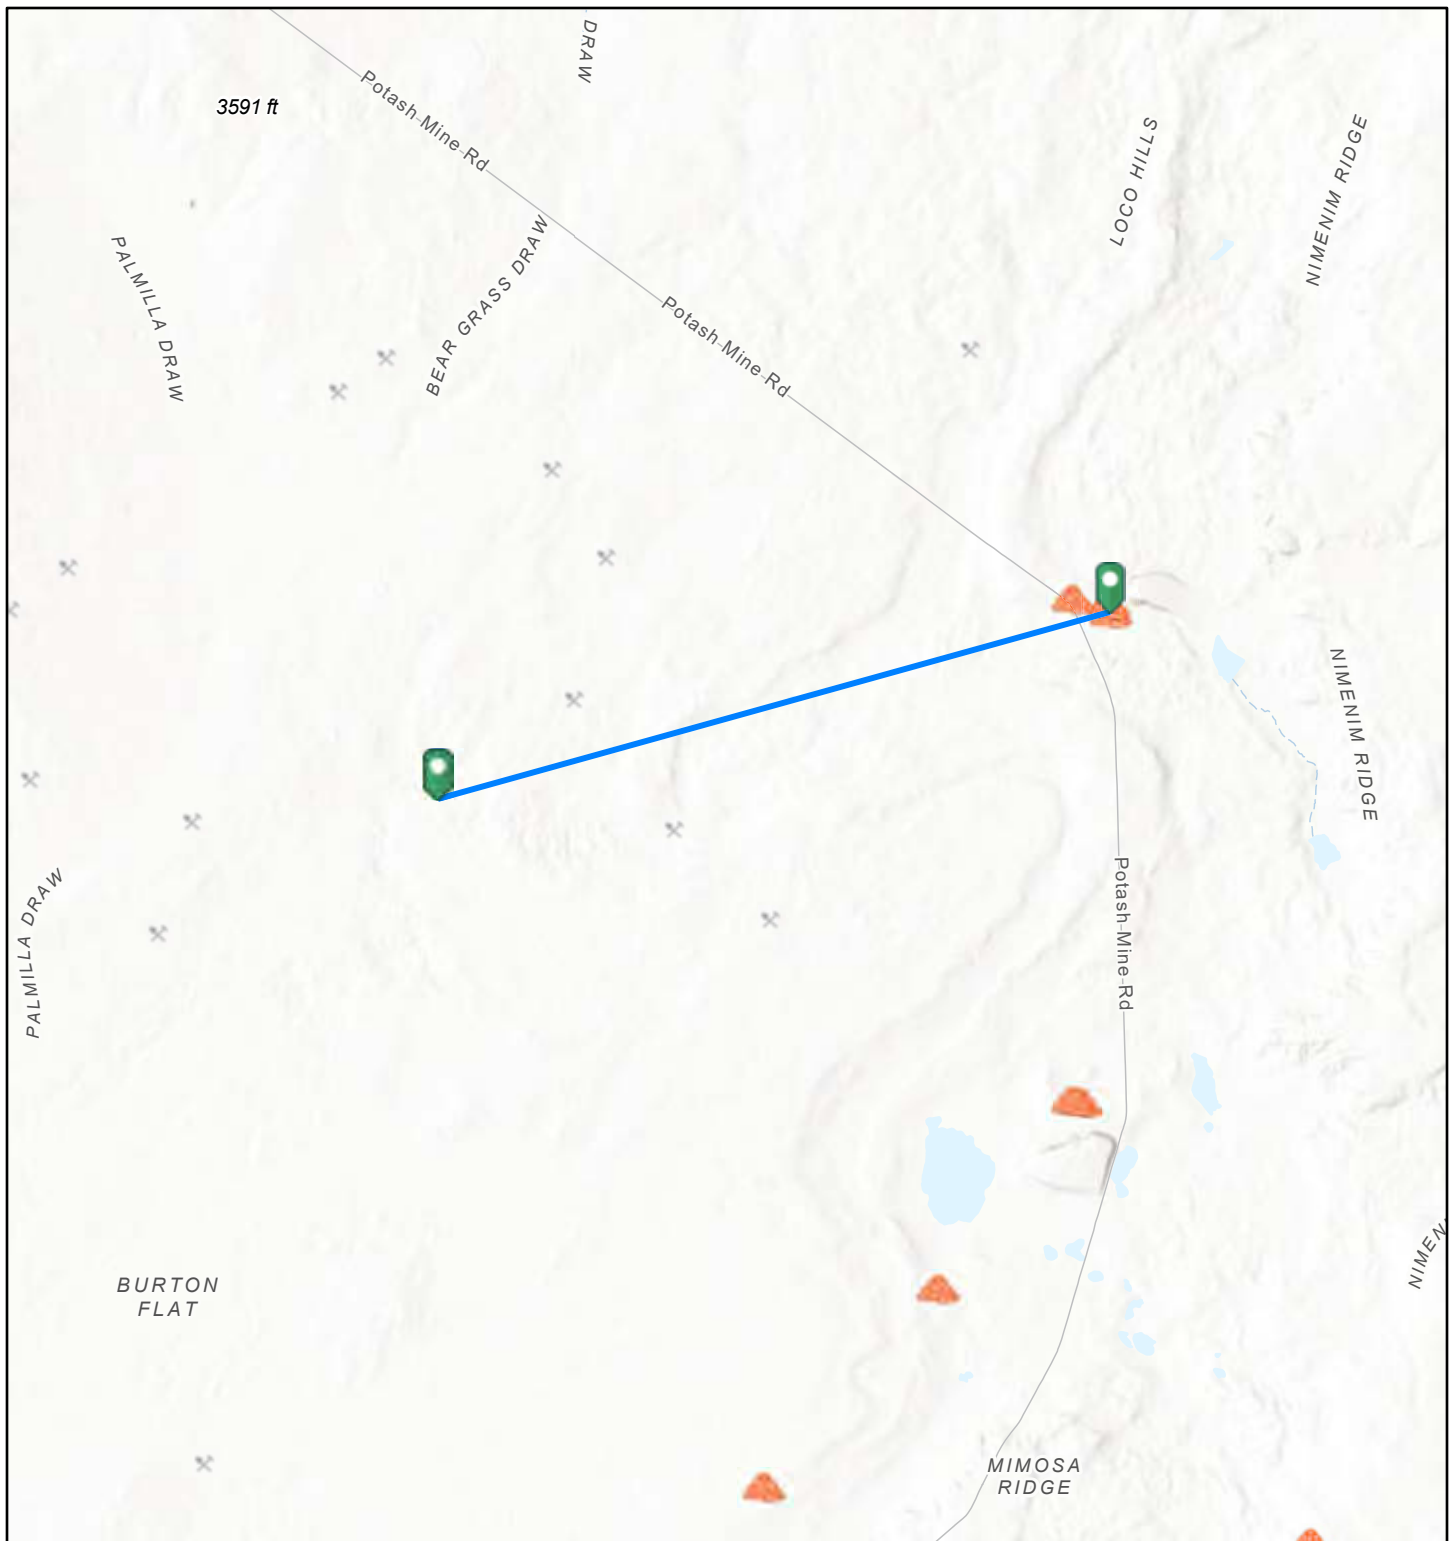 DRAW
Potash-Mine-Rd
3591 ft
LOCO HILLS
NIMENIM RIDGE
PALMILLA DRAW
BEAR GRASS DRAW
Potash-Mine-Rd
NIMENIM RIDGE
PALMILLA DRAW
Potash-Mine-Rd
NIMEN
BURTON
FLAT
MIMOSA
RIDGE